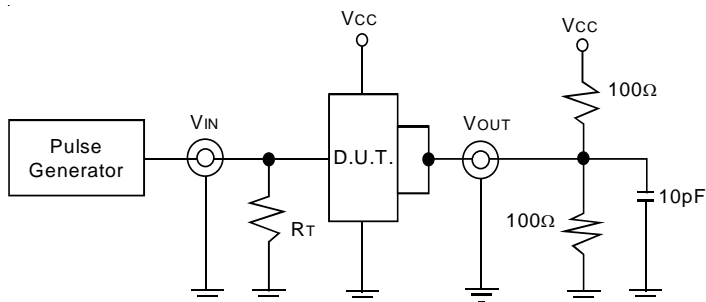 VCC
VCC
100Ω
VIN
VOUT
Pulse
Generator
D.U.T.
RT
100Ω
10pF